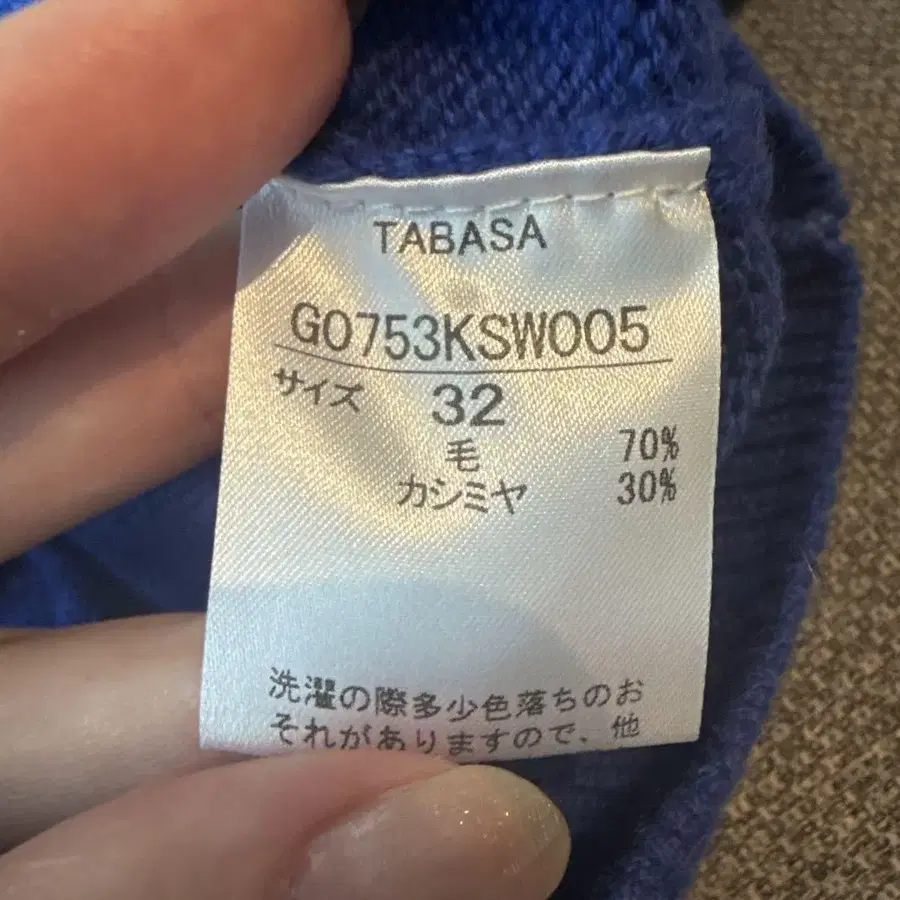 TABASA
G0753KSW005
サイズ 32
毛 70%
カシミヤ 30%
洗濯の際多少色落ちのお
それがありますので、他